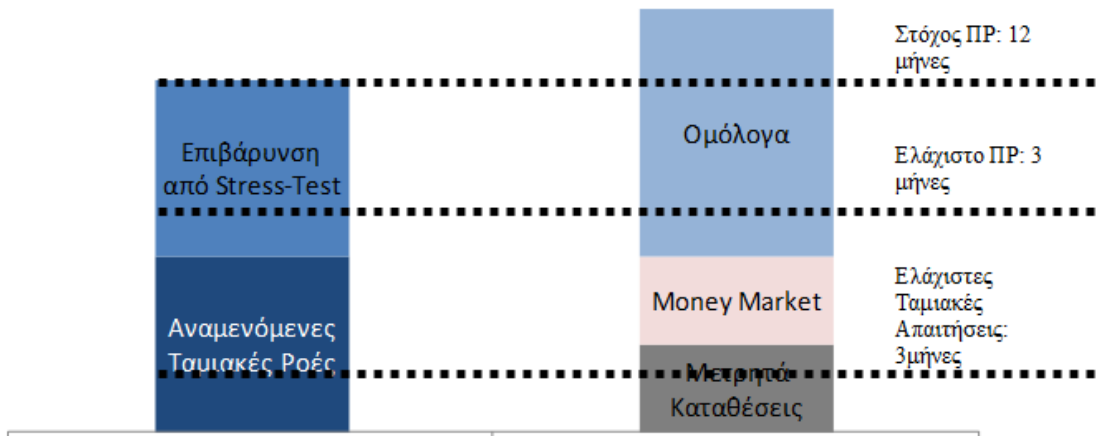 Επιβάρυνση
από Stress-Test
Αναμενόμενες
Ταμιακές Ροές
Ομόλογα
Money Market
Μετρητά
Καταθέσεις
Στόχος ΠΡ: 12
μήνες
Ελάχιστο ΠΡ: 3
μήνες
Ελάχιστες
Ταμιακές
Απαιτήσεις:
3μήνες